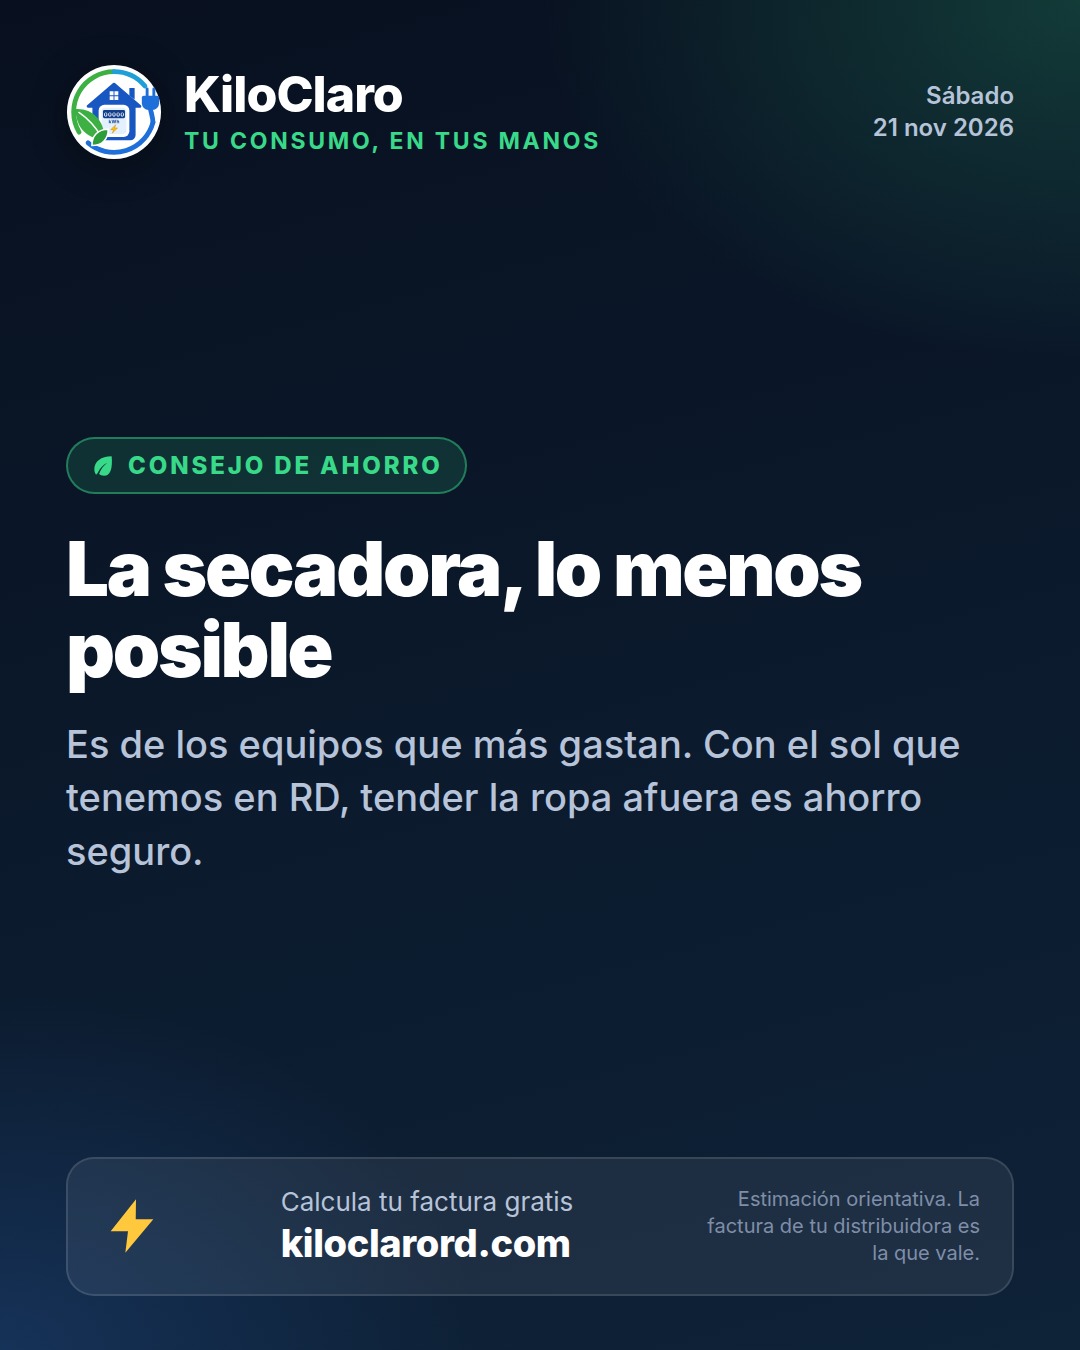 KiloClaro
TU CONSUMO, EN TUS MANOS
Sábado
21 nov 2026
CONSEJO DE AHORRO
La secadora, lo menos
posible
Es de los equipos que más gastan. Con el sol que
tenemos en RD, tender la ropa afuera es ahorro
seguro.
Calcula tu factura gratis
kiloclarord.com
Estimación orientativa. La
factura de tu distribuidora es
la que vale.